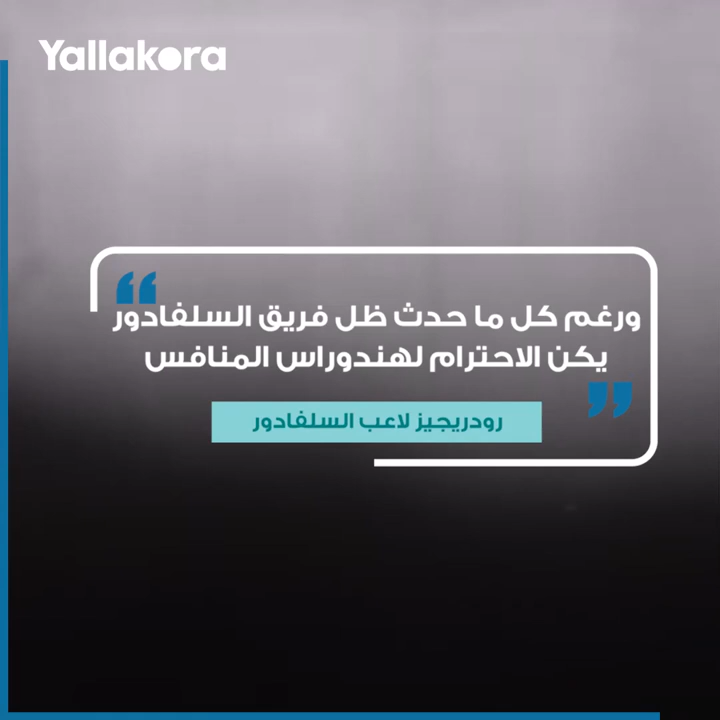 Yallakora
“
ورغم كل ما حدث ظل فريق السلفادور
يكن الاحترام لهندوراس المنافس
”
رودريجيز لاعب السلفادور